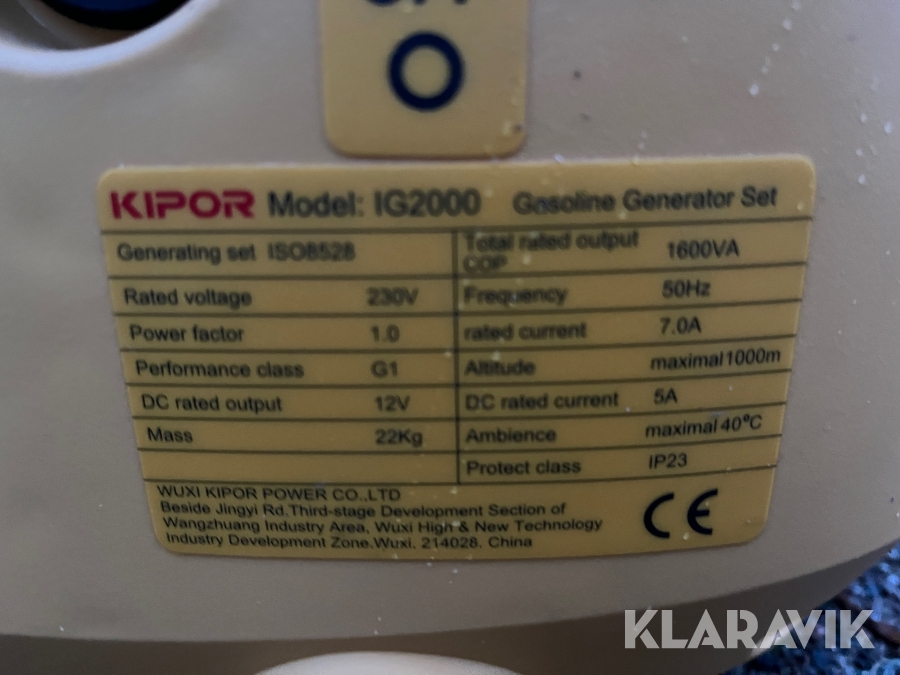 KIPOR Model: IG2000 Gasoline Generator Set
Generating set ISO8528 Total rated output COP 1600VA
Rated voltage 230V Frequency 50Hz
Power factor 1.0 rated current 7.0A
Performance class G1 Altitude maximal1000m
DC rated output 12V DC rated current 5A
Mass 22Kg Ambience maximal 40°C
Protect class IP23
WUXI KIPOR POWER CO.,LTD
Beside Jingyi Rd,Third-stage Development Section of
Wangzhuang Industry Area, Wuxi High & New Technology
Industry Development Zone,Wuxi, 214028, China
CE
KLARAVIK